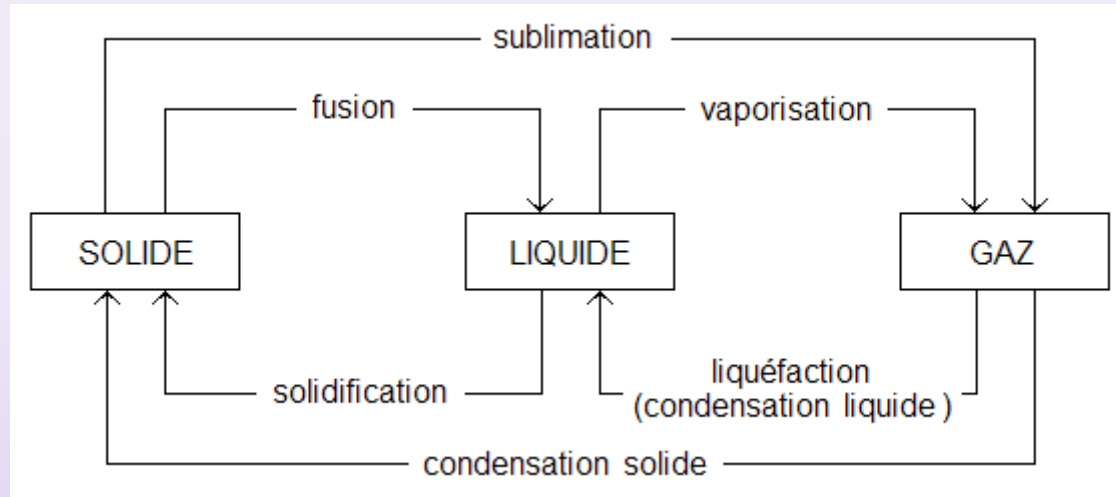 sublimation
fusion
vaporisation
SOLIDE
LIQUIDE
GAZ
solidification
liquéfaction
(condensation liquide )
condensation solide